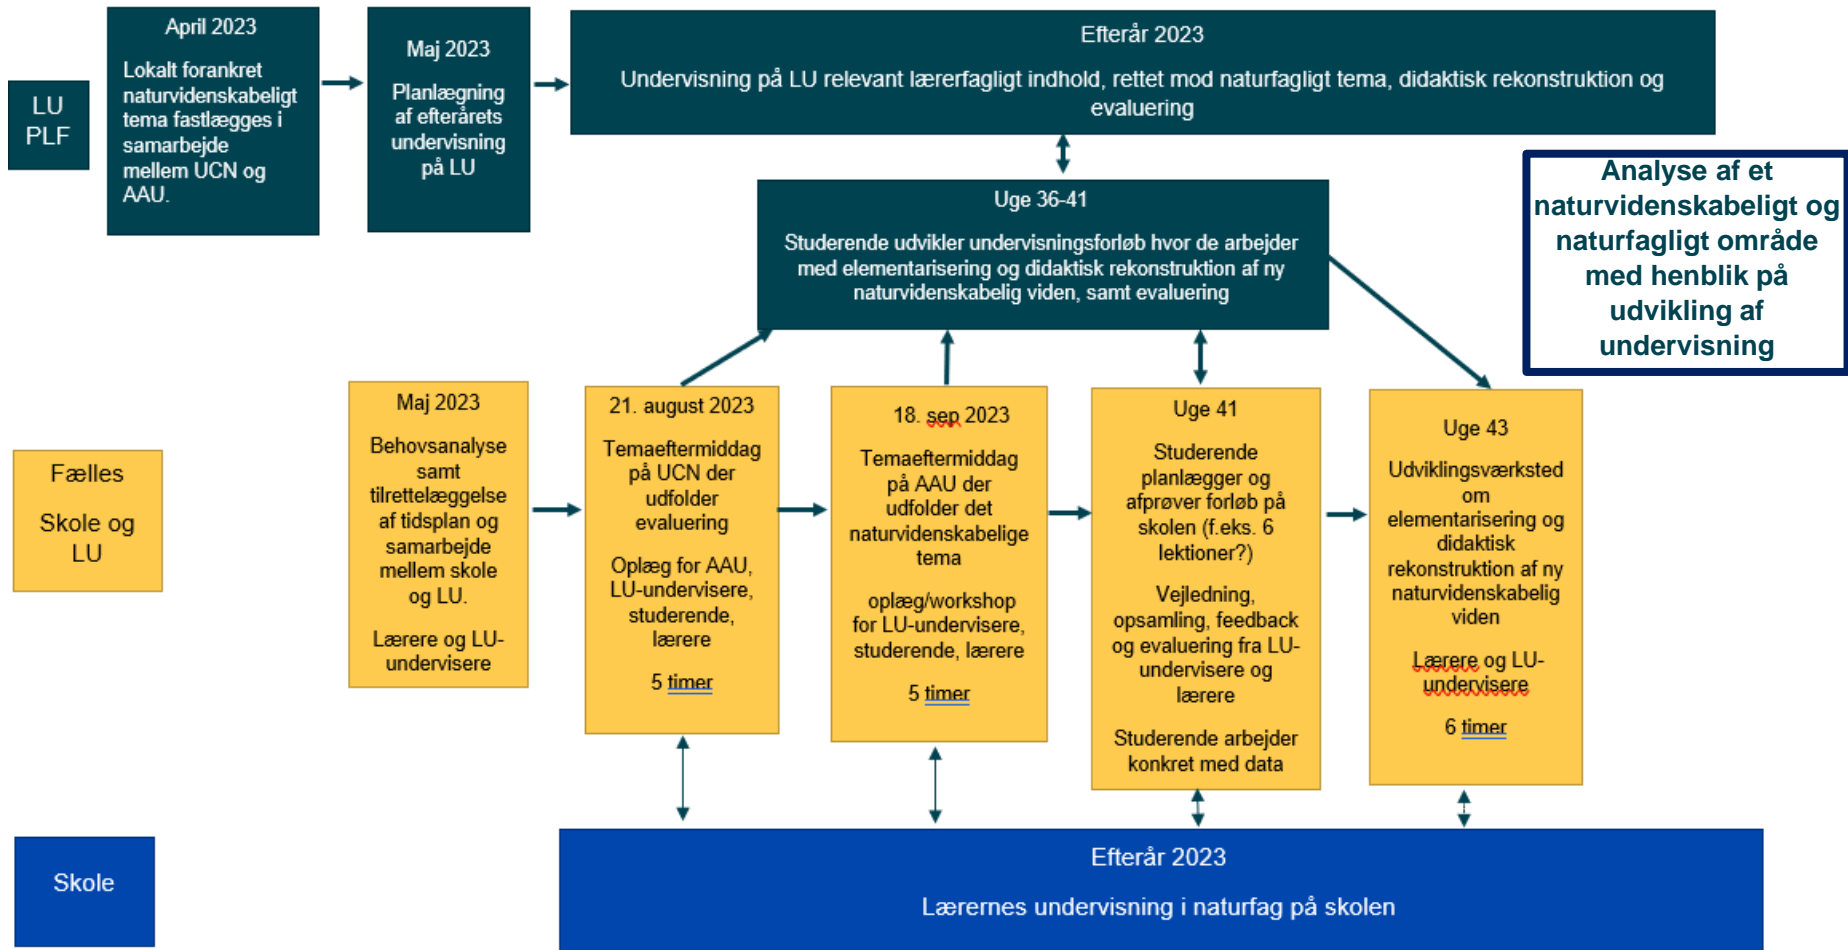 LU
PLF
April 2023
Lokalt forankret
naturvidenskabeligt
tema fastlægges i
samarbejde
mellem UCN og
AAU.
Maj 2023
Planlægning
af efterårets
undervisning
på LU
Efterår 2023
Undervisning på LU relevant lærerfagligt indhold, rettet mod naturfagligt tema, didaktisk rekonstruktion og
evaluering
Uge 36-41
Studerende udvikler undervisningsforløb hvor de arbejder
med elementarisering og didaktisk rekonstruktion af ny
naturvidenskabelig viden, samt evaluering
Analyse af et
naturvidenskabeligt og
naturfagligt område
med henblik på
udvikling af
undervisning
Fælles
Skole og
LU
Maj 2023
Behovsanalyse
samt
tilrettelæggelse
af tidsplan og
samarbejde
mellem skole
og LU.
Lærere og LU-
undervisere
21. august 2023
Temaeftermiddag
på UCN der
udfolder
evaluering
Oplæg for AAU,
LU-undervisere,
studerende,
lærere
5 timer
18. sep 2023
Temaeftermiddag
på AAU der
udfolder det
naturvidenskabelige
tema
oplæg/workshop
for LU-undervisere,
studerende, lærere
5 timer
Uge 41
Studerende
planlægger og
afprøver forløb på
skolen (f.eks. 6
lektioner?)
Vejledning,
opsamling, feedback
og evaluering fra LU-
undervisere og
lærere
Studerende arbejder
konkret med data
Uge 43
Udviklingsværksted
om
elementarisering og
didaktisk
rekonstruktion af ny
naturvidenskabelig
viden
Lærere og LU-
undervisere
6 timer
Skole
Efterår 2023
Lærernes undervisning i naturfag på skolen